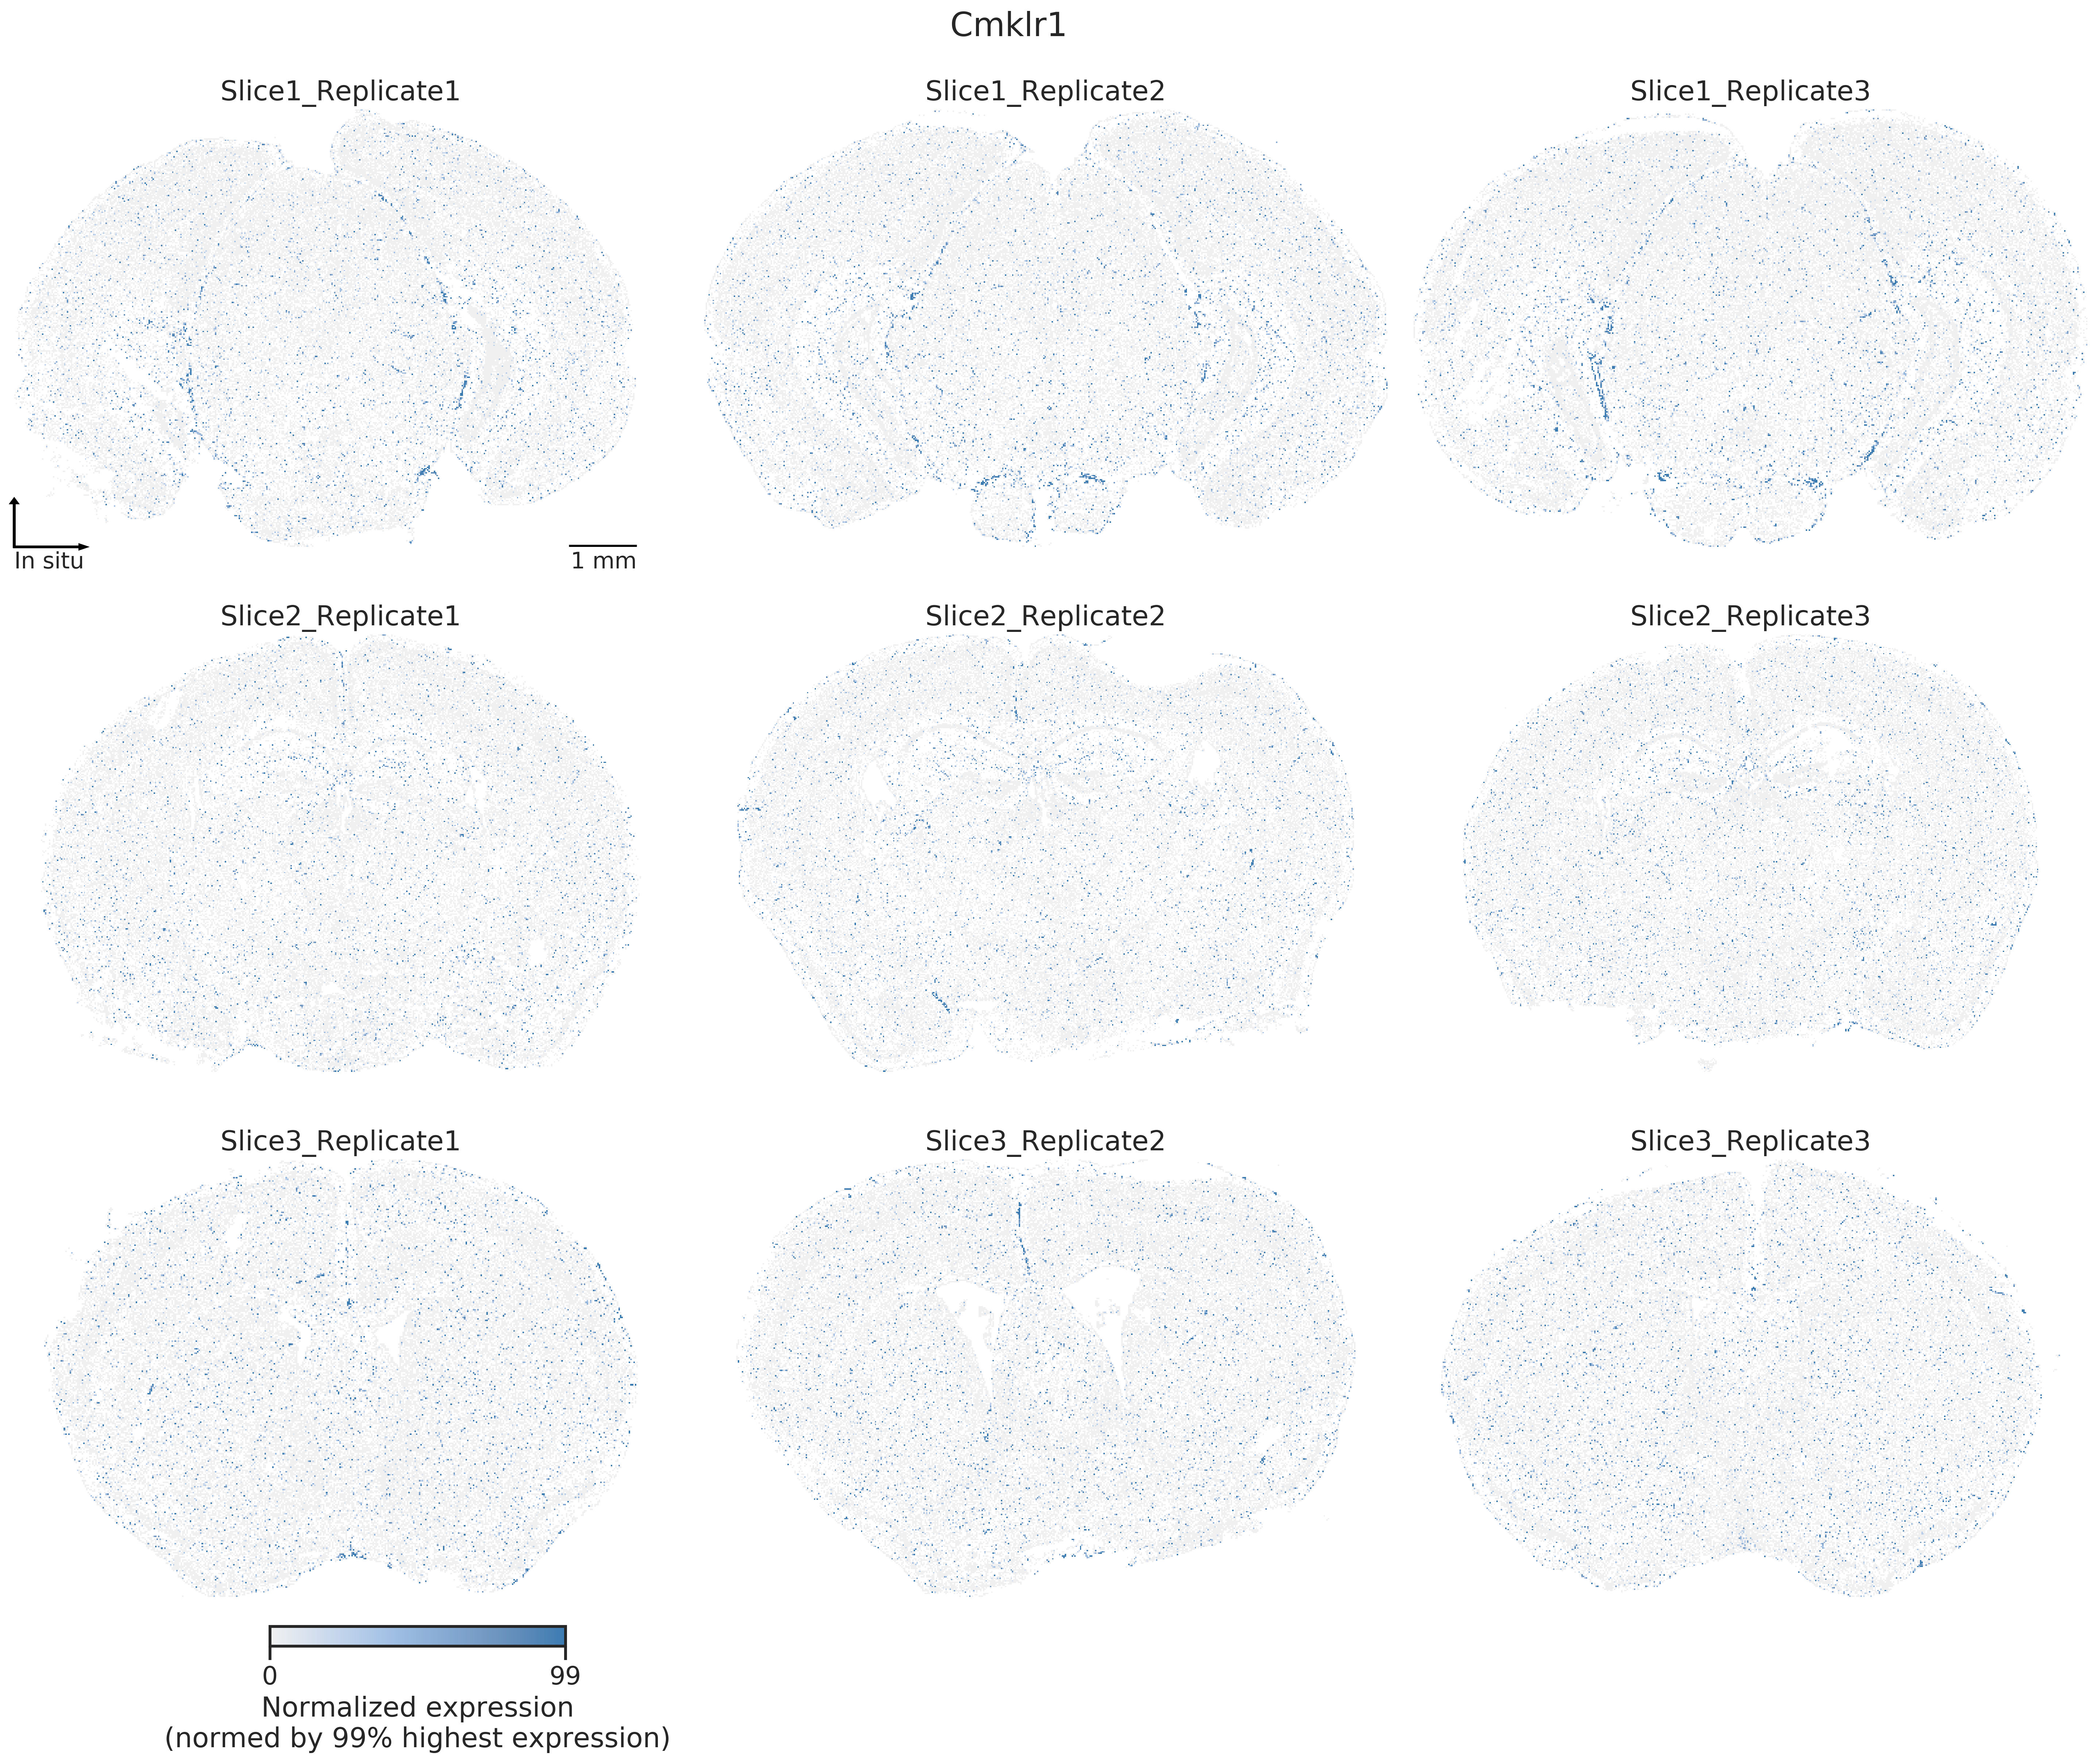 Cmklr1
Slice1_Replicate1
Slice1_Replicate2
Slice1_Replicate3
In situ
1 mm
Slice2_Replicate1
Slice2_Replicate2
Slice2_Replicate3
Slice3_Replicate1
Slice3_Replicate2
Slice3_Replicate3
0
99
Normalized expression
(normed by 99% highest expression)